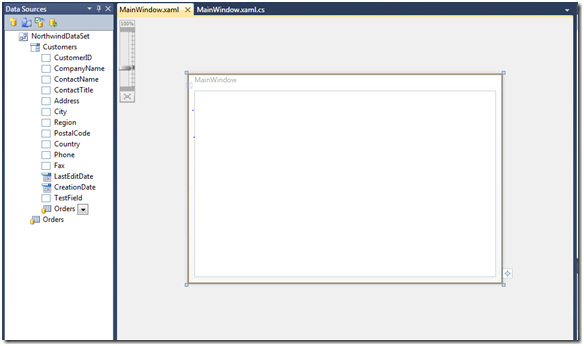 Data Sources
MainWindow.xaml
MainWindow.xaml.cs
NorthwindDataSet
Customers
CustomerID
CompanyName
ContactName
ContactTitle
Address
City
Region
PostalCode
Country
Phone
Fax
LastEditDate
CreationDate
TestField
Orders
Orders
100%
MainWindow